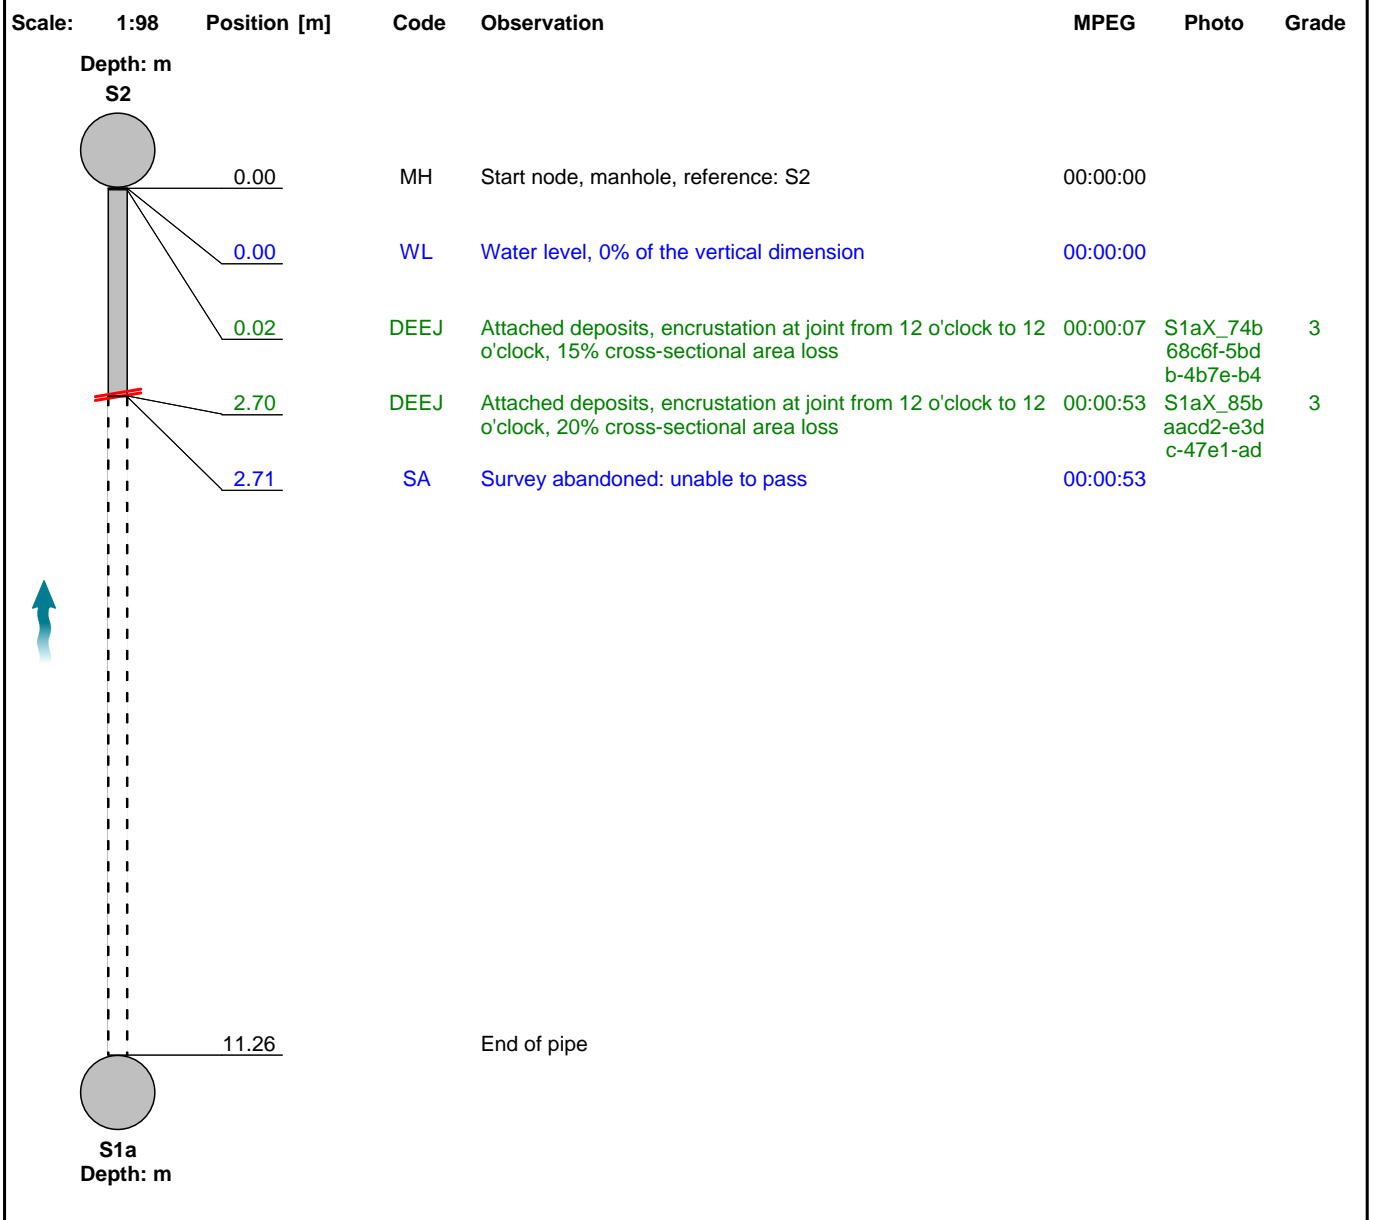 Scale: 1:98 Position [m] Code Observation MPEG Photo Grade
Depth: m
S2
0.00 MH Start node, manhole, reference: S2 00:00:00
0.00 WL Water level, 0% of the vertical dimension 00:00:00
0.02 DEEJ Attached deposits, encrustation at joint from 12 o'clock to 12 00:00:07 S1aX_74b 3
o'clock, 15% cross-sectional area loss 68c6f-5bd
b-4b7e-b4
2.70 DEEJ Attached deposits, encrustation at joint from 12 o'clock to 12 00:00:53 S1aX_85b 3
o'clock, 20% cross-sectional area loss aacd2-e3d
c-47e1-ad
2.71 SA Survey abandoned: unable to pass 00:00:53
11.26 End of pipe
S1a
Depth: m